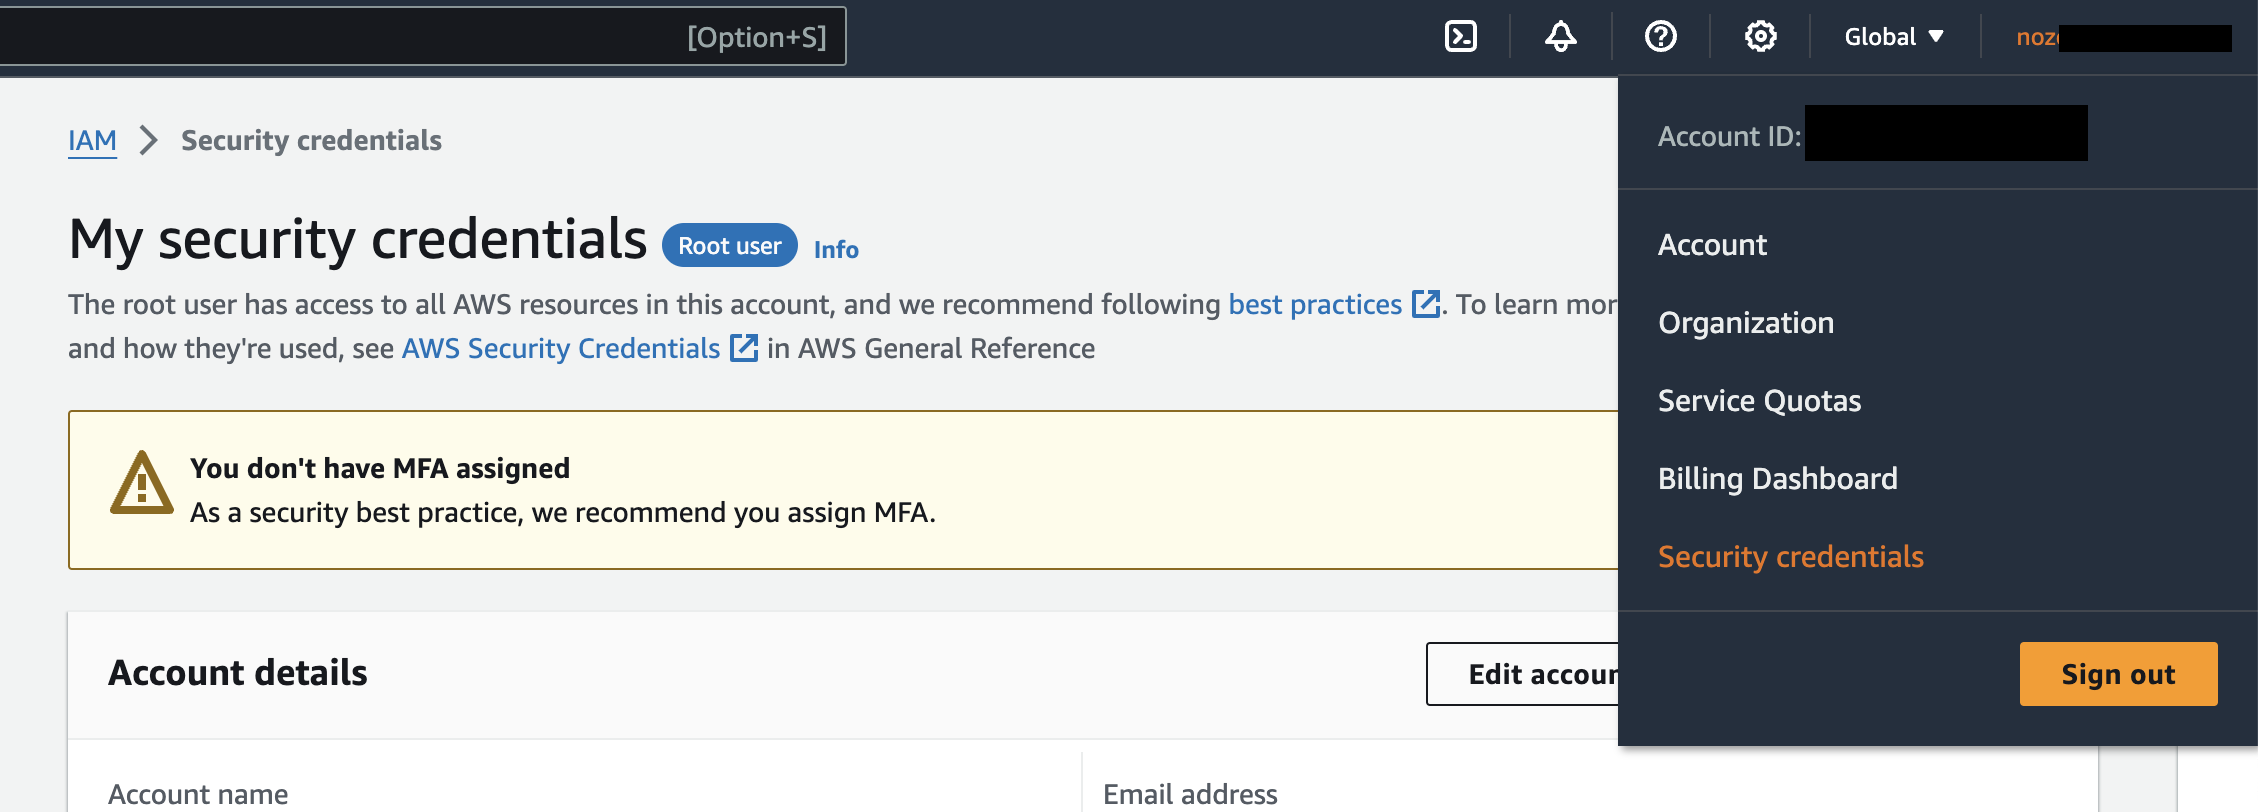 [Option+S]
Global
noz
Account ID:
IAM
Security credentials
My security credentials
Root user
Info
The root user has access to all AWS resources in this account, and we recommend following best practices. To learn mor
and how they're used, see AWS Security Credentials in AWS General Reference
You don't have MFA assigned
As a security best practice, we recommend you assign MFA.
Account details
Edit accoun
Account name
Email address
Account
Organization
Service Quotas
Billing Dashboard
Security credentials
Sign out